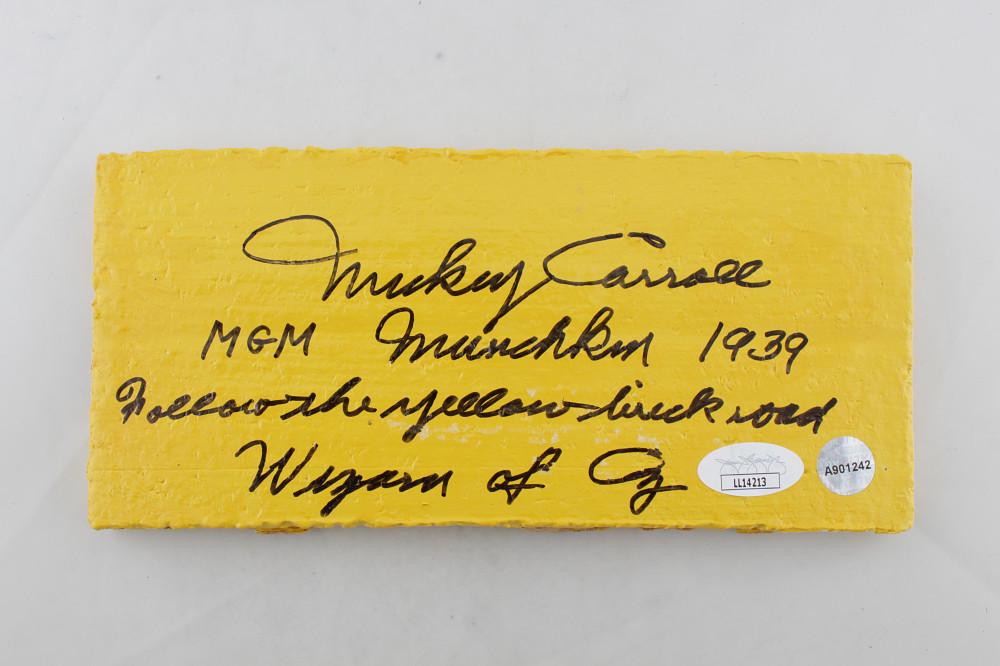 Mickey Carroll
MGM Munchkin 1939
Follow the yellow brick road
Wizard of Oz
LL14213
A901242